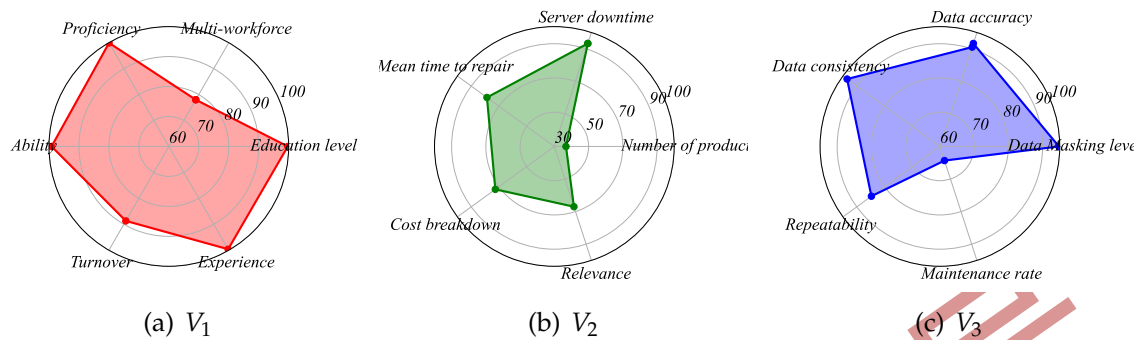 Proficiency
Multi-workforce
Ability
Education level
Turnover
Experience
60
70
80
90
100
(a) V1
Server downtime
Mean time to repair
Number of product
Cost breakdown
Relevance
30
50
70
90
100
(b) V2
Data accuracy
Data consistency
Data Masking leve
Repeatability
Maintenance rate
60
70
80
90
100
(c) V3